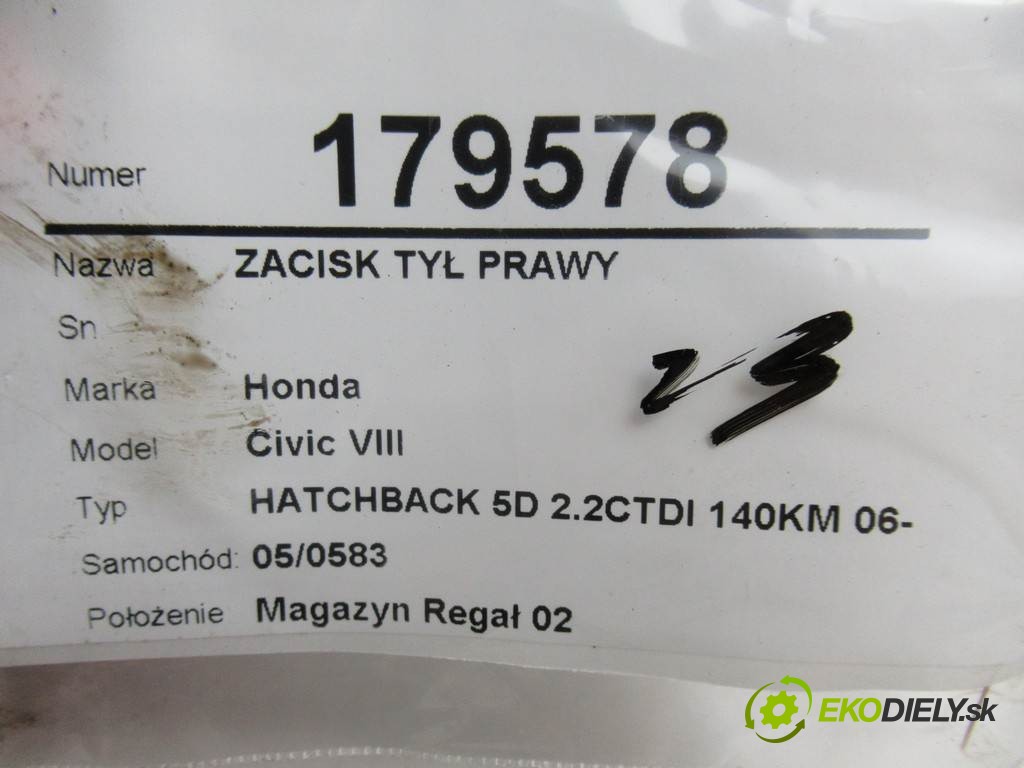 Numer 179578
Nazwa ZACISK TYŁ PRAWY
Sn
23
Marka Honda
Model Civic VIII
Typ HATCHBACK 5D 2.2CTDI 140KM 06-
Samochód: 05/0583
Położenie Magazyn Regał 02
EKODIELY.sk